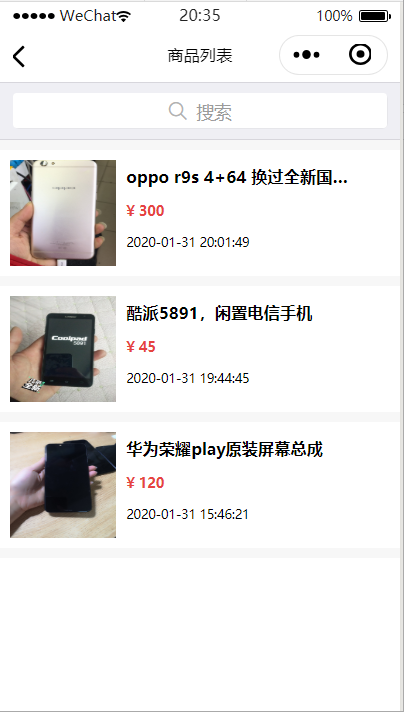 WeChat 20:35 100%
商品列表
搜索
oppo r9s 4+64 换过全新国...
¥ 300
2020-01-31 20:01:49
Coolpad
5891
酷派5891，闲置电信手机
¥ 45
2020-01-31 19:44:45
华为荣耀play原装屏幕总成
¥ 120
2020-01-31 15:46:21